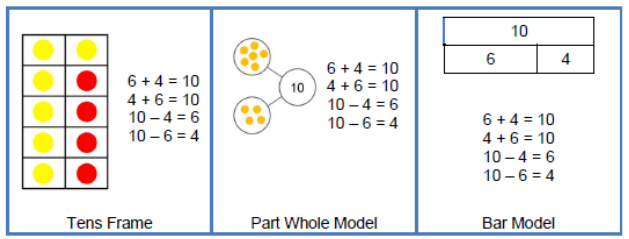 6 + 4 = 10
4 + 6 = 10
10 – 4 = 6
10 – 6 = 4
Tens Frame
10
6 + 4 = 10
4 + 6 = 10
10 – 4 = 6
10 – 6 = 4
Part Whole Model
10
6 4
6 + 4 = 10
4 + 6 = 10
10 – 4 = 6
10 – 6 = 4
Bar Model